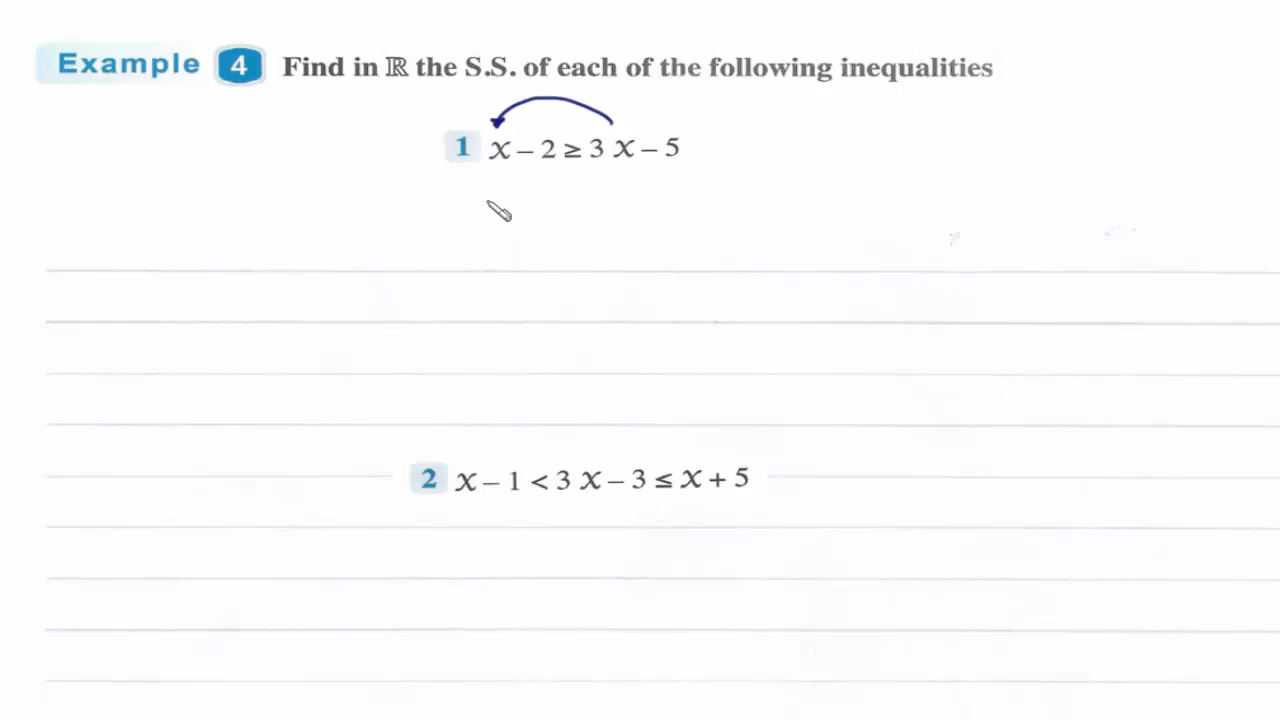 Example 4 Find in ℝ the S.S. of each of the following inequalities
1 x – 2 ≥ 3 x – 5
2 x – 1 < 3 x – 3 ≤ x + 5